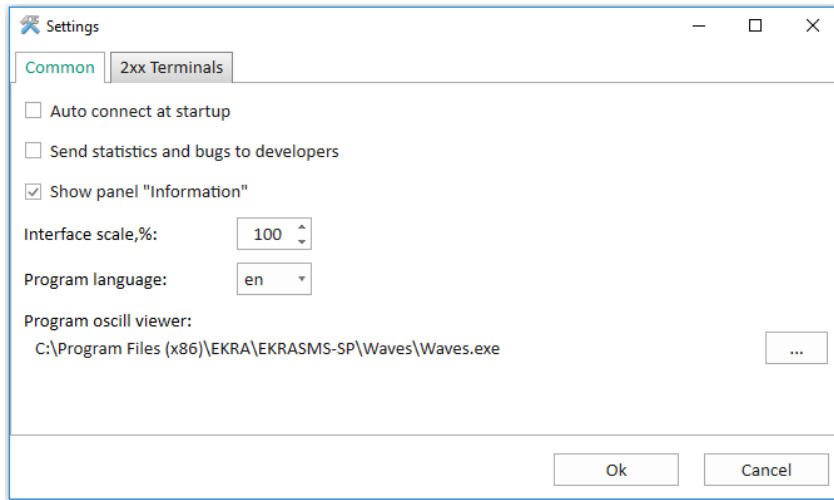 Settings
Common 2xx Terminals
Auto connect at startup
Send statistics and bugs to developers
Show panel "Information"
Interface scale,%: 100
Program language: en
Program oscill viewer:
C:\Program Files (x86)\EKRA\EKRASMS-SP\Waves\Waves.exe ...
Ok Cancel